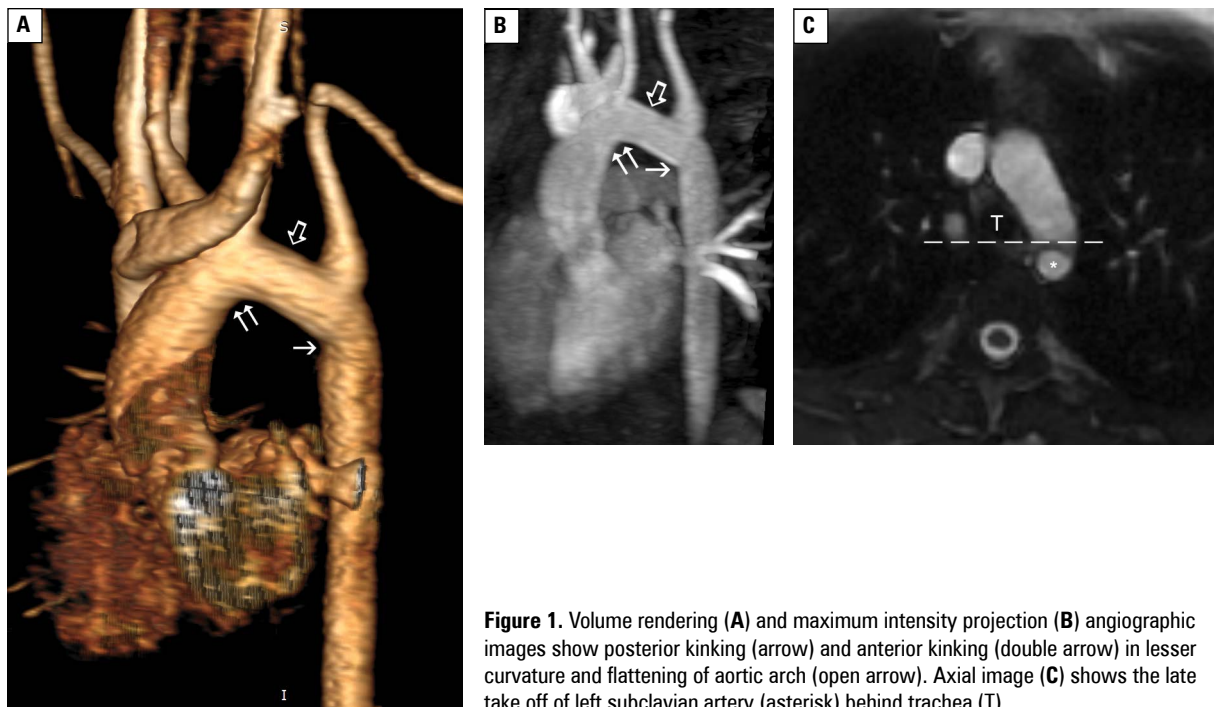 A
S
B
C
T
*
I
Figure 1. Volume rendering (A) and maximum intensity projection (B) angiographic
images show posterior kinking (arrow) and anterior kinking (double arrow) in lesser
curvature and flattening of aortic arch (open arrow). Axial image (C) shows the late
take off of left subclavian artery (asterisk) behind trachea (T).